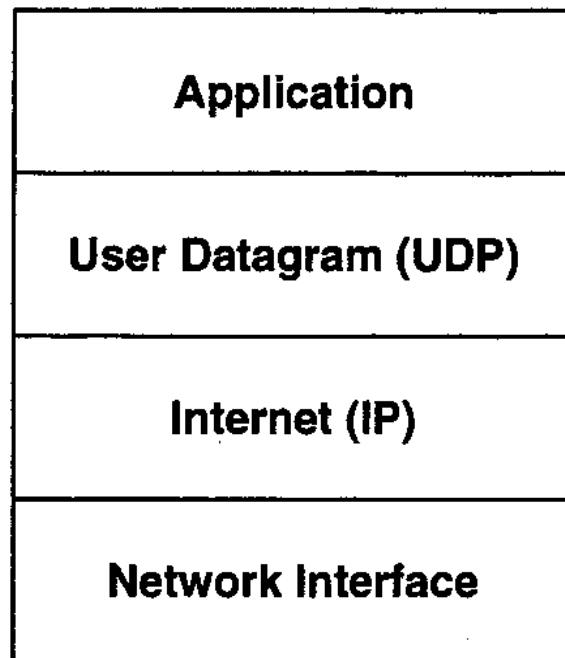 Application
User Datagram (UDP)
Internet (IP)
Network Interface